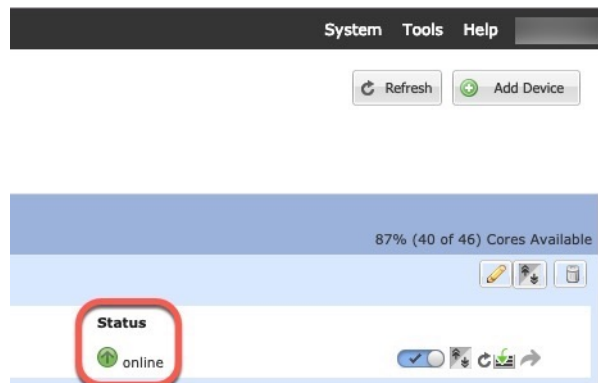 System Tools Help
Refresh Add Device
87% (40 of 46) Cores Available
Status
online